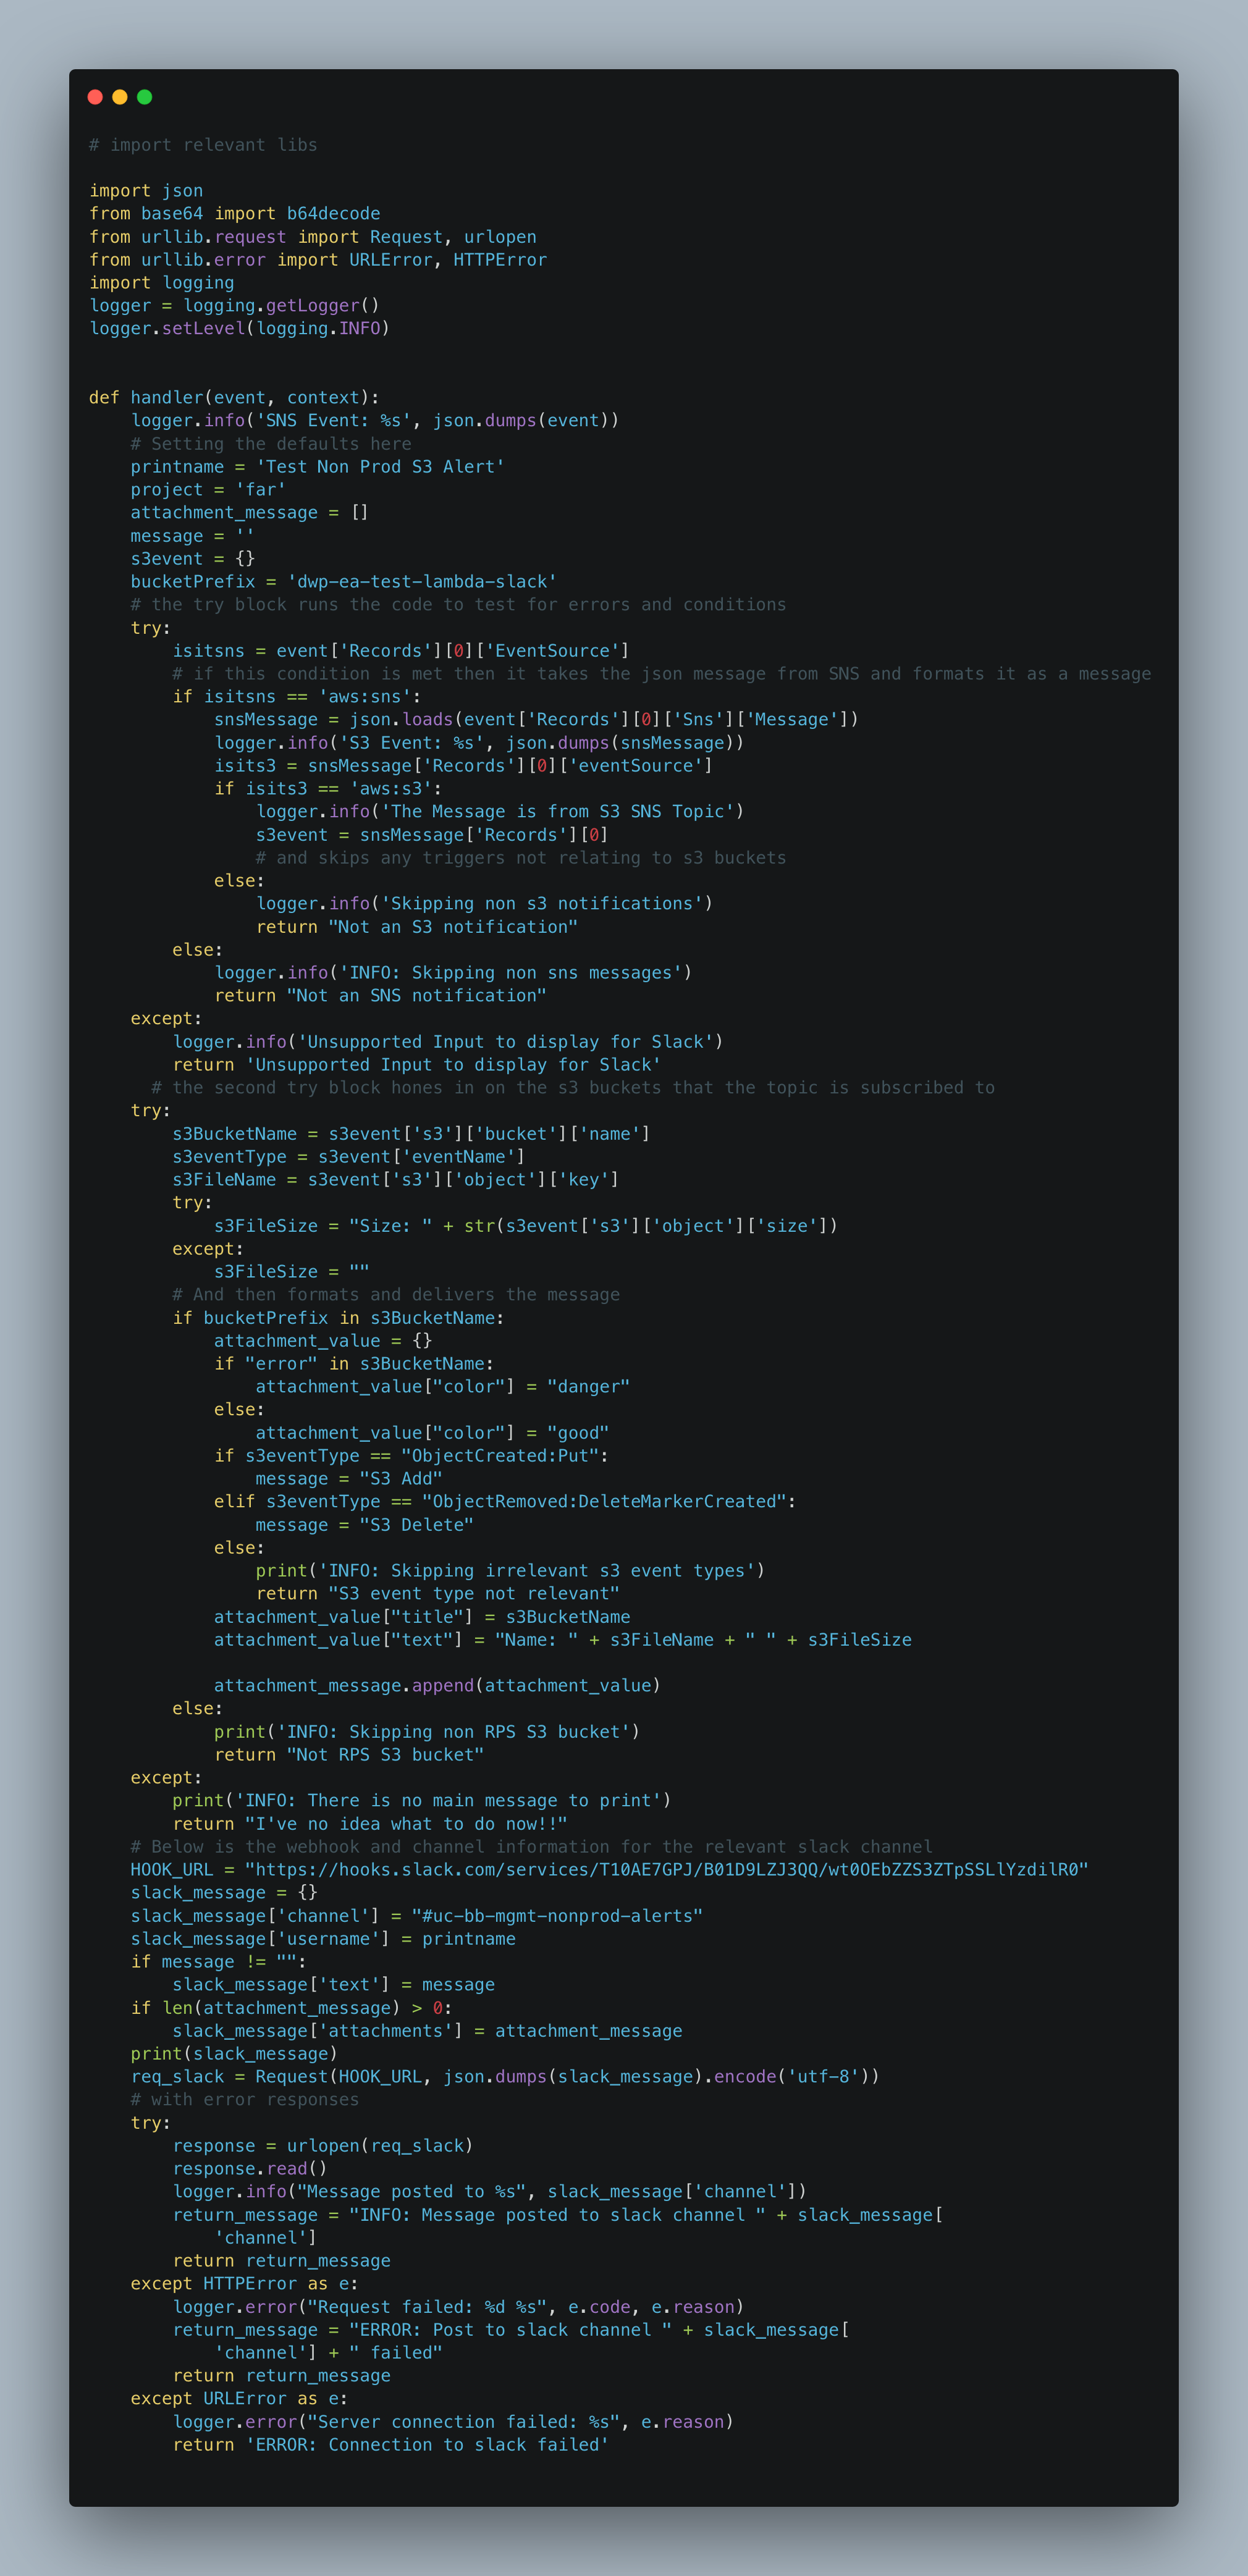 # import relevant libs

import json
from base64 import b64decode
from urllib.request import Request, urlopen
from urllib.error import URLError, HTTPError
import logging
logger = logging.getLogger()
logger.setLevel(logging.INFO)


def handler(event, context):
    logger.info('SNS Event: %s', json.dumps(event))
    # Setting the defaults here
    printname = 'Test Non Prod S3 Alert'
    project = 'far'
    attachment_message = []
    message = ''
    s3event = {}
    bucketPrefix = 'dwp-ea-test-lambda-slack'
    # the try block runs the code to test for errors and conditions
    try:
        isitsns = event['Records'][0]['EventSource']
        # if this condition is met then it takes the json message from SNS and formats it as a message
        if isitsns == 'aws:sns':
            snsMessage = json.loads(event['Records'][0]['Sns']['Message'])
            logger.info('S3 Event: %s', json.dumps(snsMessage))
            isits3 = snsMessage['Records'][0]['eventSource']
            if isits3 == 'aws:s3':
                logger.info('The Message is from S3 SNS Topic')
                s3event = snsMessage['Records'][0]
                # and skips any triggers not relating to s3 buckets
            else:
                logger.info('Skipping non s3 notifications')
                return "Not an S3 notification"
        else:
            logger.info('INFO: Skipping non sns messages')
            return "Not an SNS notification"
    except:
        logger.info('Unsupported Input to display for Slack')
        return 'Unsupported Input to display for Slack'
      # the second try block hones in on the s3 buckets that the topic is subscribed to
    try:
        s3BucketName = s3event['s3']['bucket']['name']
        s3eventType = s3event['eventName']
        s3FileName = s3event['s3']['object']['key']
        try:
            s3FileSize = "Size: " + str(s3event['s3']['object']['size'])
        except:
            s3FileSize = ""
        # And then formats and delivers the message
        if bucketPrefix in s3BucketName:
            attachment_value = {}
            if "error" in s3BucketName:
                attachment_value["color"] = "danger"
            else:
                attachment_value["color"] = "good"
            if s3eventType == "ObjectCreated:Put":
                message = "S3 Add"
            elif s3eventType == "ObjectRemoved:DeleteMarkerCreated":
                message = "S3 Delete"
            else:
                print('INFO: Skipping irrelevant s3 event types')
                return "S3 event type not relevant"
            attachment_value["title"] = s3BucketName
            attachment_value["text"] = "Name: " + s3FileName + " " + s3FileSize

            attachment_message.append(attachment_value)
        else:
            print('INFO: Skipping non RPS S3 bucket')
            return "Not RPS S3 bucket"
    except:
        print('INFO: There is no main message to print')
        return "I've no idea what to do now!!"
    # Below is the webhook and channel information for the relevant slack channel
    HOOK_URL = "https://hooks.slack.com/services/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"
    slack_message = {}
    slack_message['channel'] = "#uc-bb-mgmt-nonprod-alerts"
    slack_message['username'] = printname
    if message != "":
        slack_message['text'] = message
    if len(attachment_message) > 0:
        slack_message['attachments'] = attachment_message
    print(slack_message)
    req_slack = Request(HOOK_URL, json.dumps(slack_message).encode('utf-8'))
    # with error responses
    try:
        response = urlopen(req_slack)
        response.read()
        logger.info("Message posted to %s", slack_message['channel'])
        return_message = "INFO: Message posted to slack channel " + slack_message[
            'channel']
        return return_message
    except HTTPError as e:
        logger.error("Request failed: %d %s", e.code, e.reason)
        return_message = "ERROR: Post to slack channel " + slack_message[
            'channel'] + " failed"
        return return_message
    except URLError as e:
        logger.error("Server connection failed: %s", e.reason)
        return 'ERROR: Connection to slack failed'